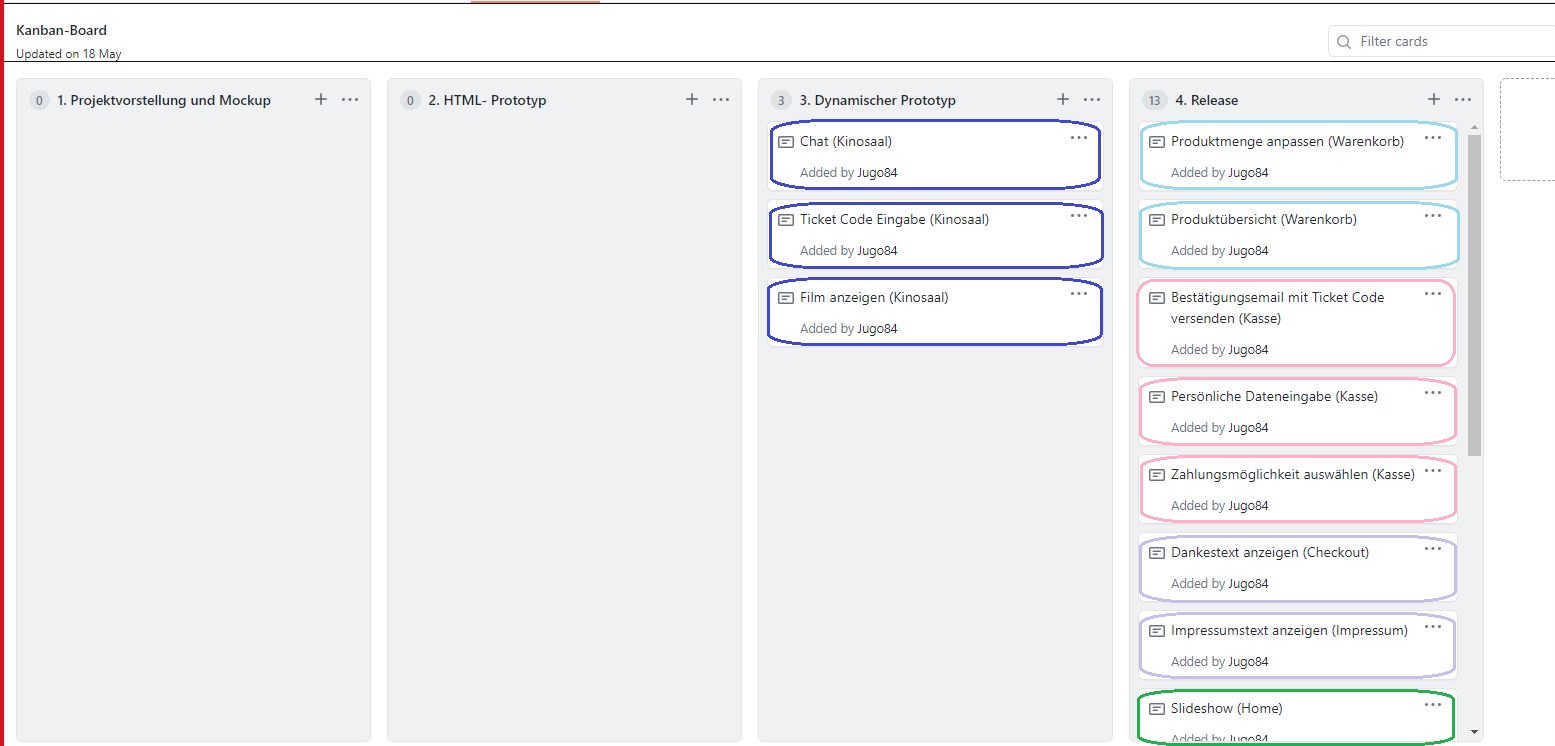 Kanban-Board
Updated on 18 May
Filter cards
0 1. Projektvorstellung und Mockup
0 2. HTML- Prototyp
3 3. Dynamischer Prototyp
Chat (Kinosaal)
Added by Jugo84
Ticket Code Eingabe (Kinosaal)
Added by Jugo84
Film anzeigen (Kinosaal)
Added by Jugo84
13 4. Release
Produktmenge anpassen (Warenkorb)
Added by Jugo84
Produktübersicht (Warenkorb)
Added by Jugo84
Bestätigungsemail mit Ticket Code
versenden (Kasse)
Added by Jugo84
Persönliche Dateneingabe (Kasse)
Added by Jugo84
Zahlungsmöglichkeit auswählen (Kasse)
Added by Jugo84
Dankestext anzeigen (Checkout)
Added by Jugo84
Impressumstext anzeigen (Impressum)
Added by Jugo84
Slideshow (Home)
Added by Jugo84